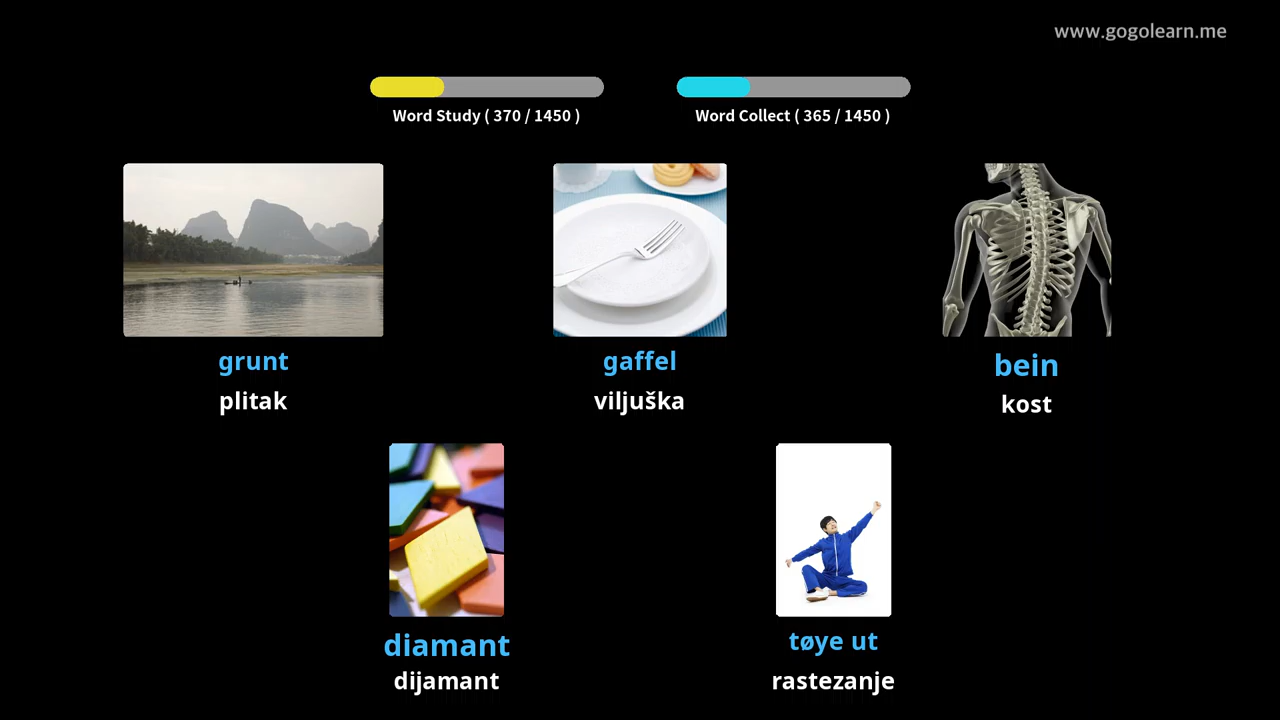 www.gogolearn.me
Word Study ( 370 / 1450 )
Word Collect ( 365 / 1450 )
grunt
plitak
gaffel
viljuška
bein
kost
diamant
dijamant
tøye ut
rastezanje